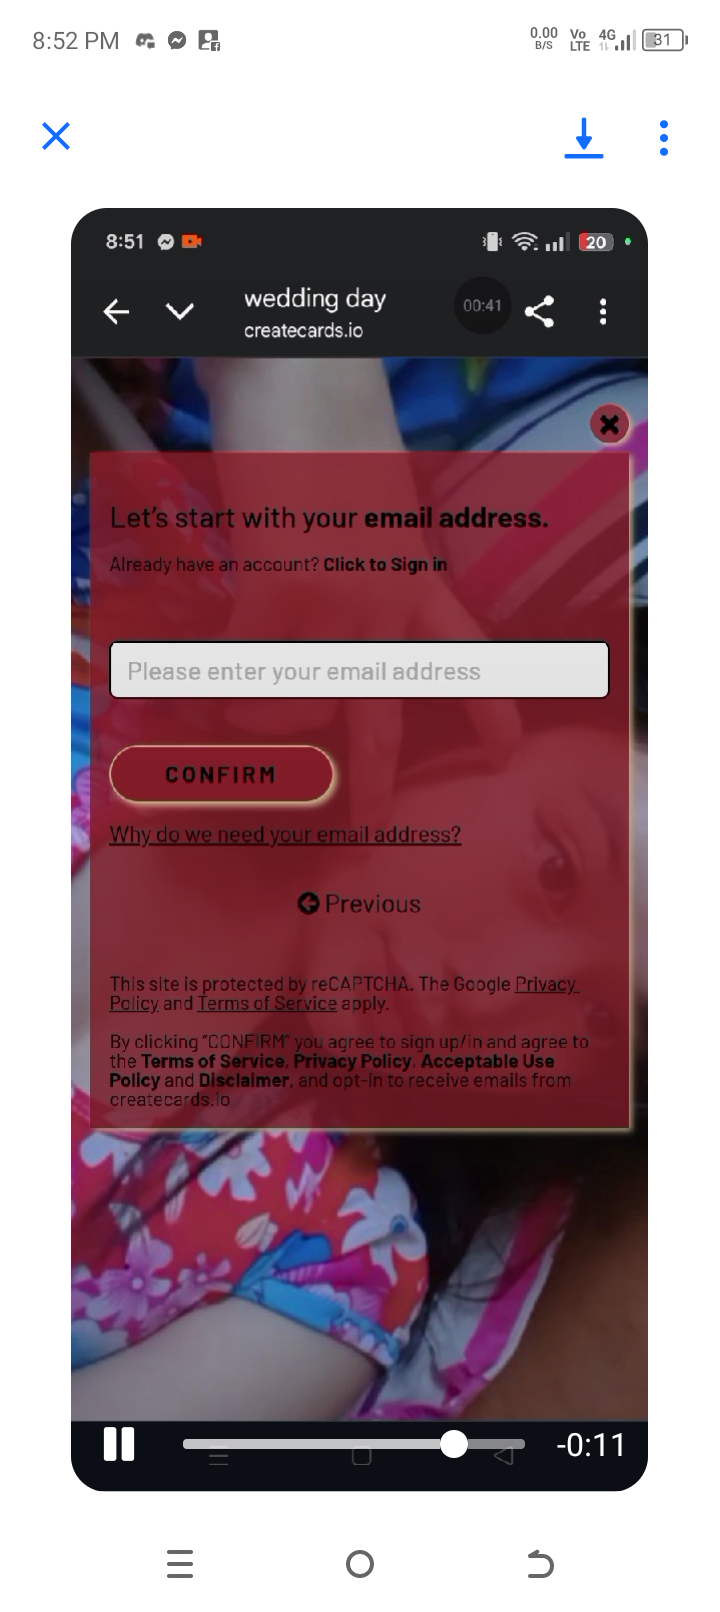 8:52 PM
0.00 B/S Vo LTE 4G 31
8:51
20
wedding day
createcards.io
00:41
Let's start with your email address.
Already have an account? Click to Sign in
Please enter your email address
CONFIRM
Why do we need your email address?
Previous
This site is protected by reCAPTCHA. The Google Privacy
Policy and Terms of Service apply.
By clicking "CONFIRM" you agree to sign up/in and agree to
the Terms of Service, Privacy Policy, Acceptable Use
Policy and Disclaimer, and opt-in to receive emails from
createcards.io
-0:11